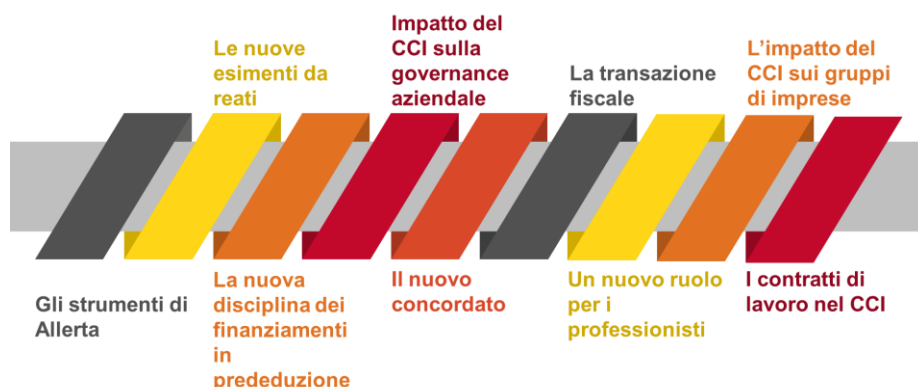 Le nuove
esimenti da
reati
Impatto del
CCI sulla
governance
aziendale
La transazione
fiscale
L'impatto del
CCI sui gruppi
di imprese
Gli strumenti di
Allerta
La nuova
disciplina dei
finanziamenti
in
prededuzione
Il nuovo
concordato
Un nuovo ruolo
per i
professionisti
I contratti di
lavoro nel CCI